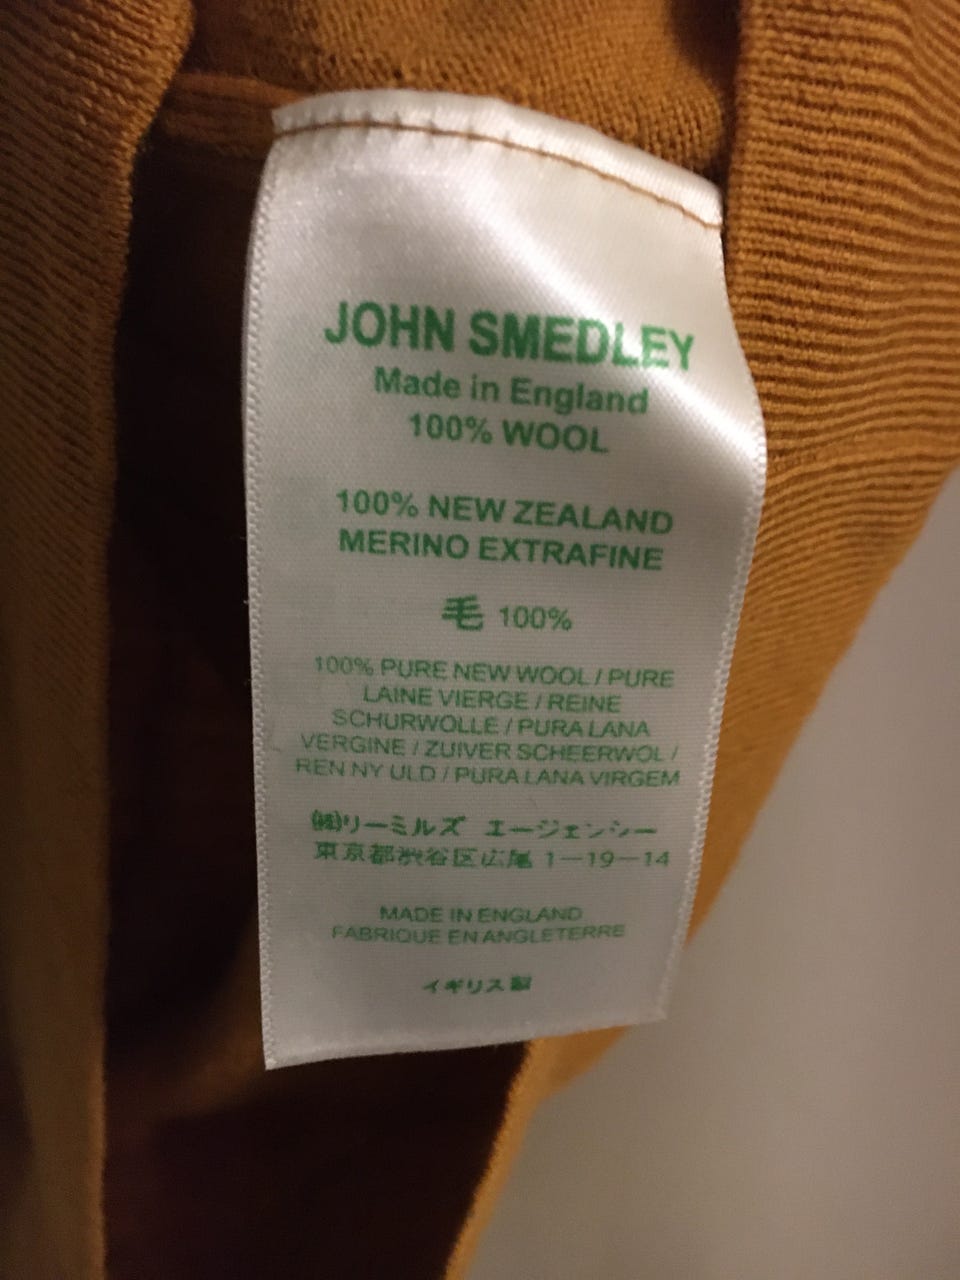 JOHN SMEDLEY
Made in England
100% WOOL
100% NEW ZEALAND
MERINO EXTRAFINE
毛 100%
100% PURE NEW WOOL / PURE
LAINE VIERGE / REINE
SCHURWOLLE / PURA LANA
VERGINE / ZUIVER SCHEERWOL /
REN NY ULD / PURA LANA VIRGEM
㈱リーミルズ エージェンシー
東京都渋谷区広尾 1-19-14
MADE IN ENGLAND
FABRIQUE EN ANGLETERRE
イギリス製